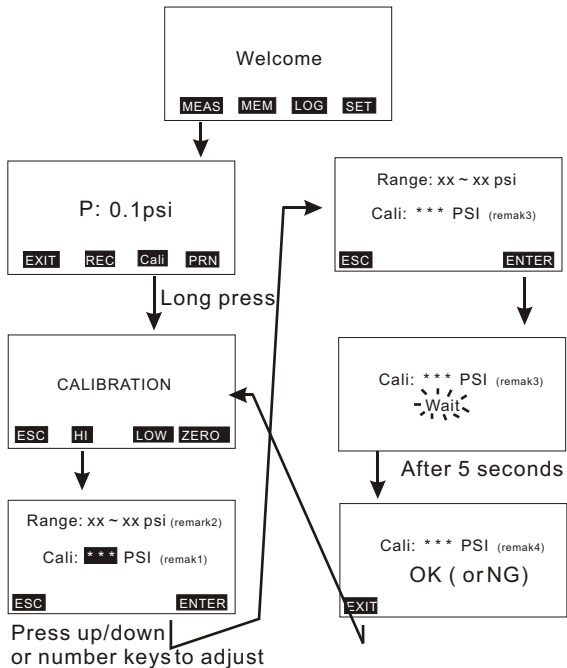 Welcome
MEAS MEM LOG SET
P: 0.1psi
EXIT REC Cali PRN
Long press
CALIBRATION
ESC HI LOW ZERO
Range: xx ~ xx psi (remark2)
Cali: *** PSI (remak1)
ESC ENTER
Press up/down
or number keys to adjust
Range: xx ~ xx psi
Cali: *** PSI (remak3)
ESC ENTER
Cali: *** PSI (remak3)
Wait
After 5 seconds
Cali: *** PSI (remak4)
OK ( or NG)
EXIT